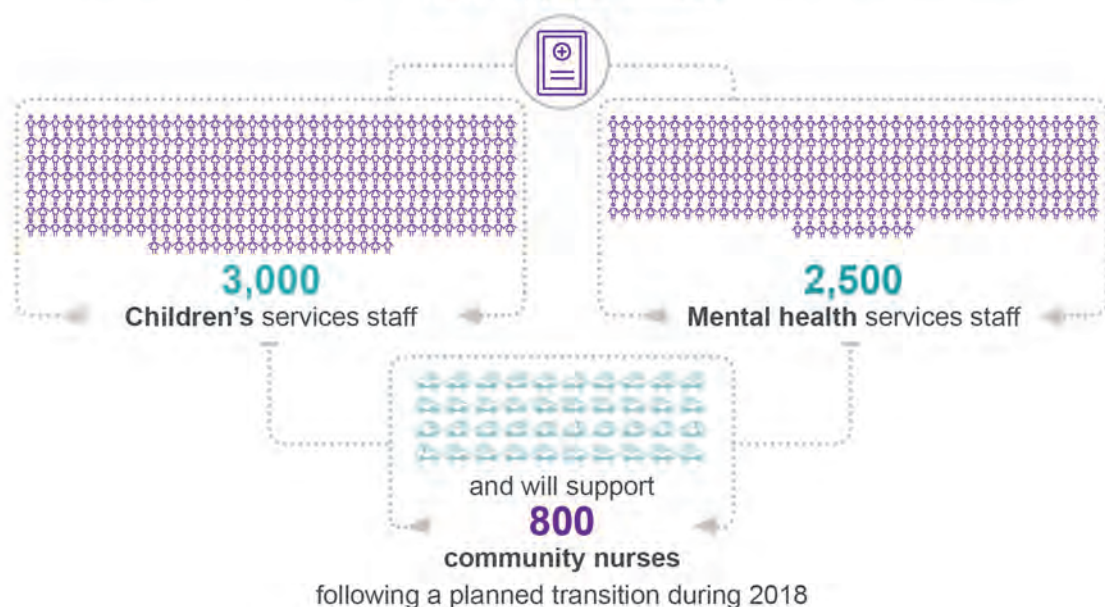 3,000
Children's services staff
2,500
Mental health services staff
and will support
800
community nurses
following a planned transition during 2018